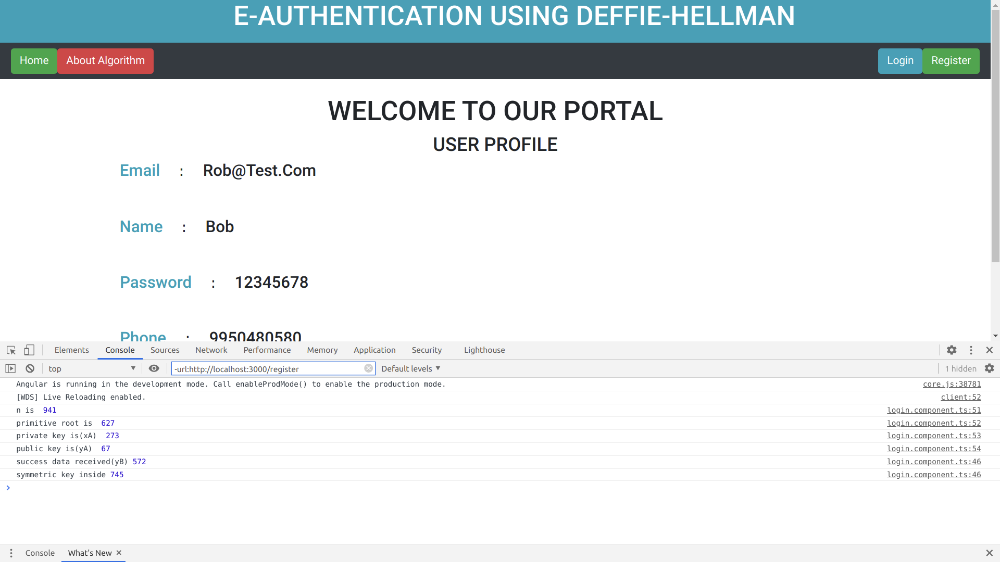 E-AUTHENTICATION USING DEFFIE-HELLMAN
Home About Algorithm Login Register
WELCOME TO OUR PORTAL
USER PROFILE
Email : Rob@Test.Com
Name : Bob
Password : 12345678
Phone : 9950480580
Elements Console Sources Network Performance Memory Application Security Lighthouse
top -url:http://localhost:3000/register Default levels 1 hidden
Angular is running in the development mode. Call enableProdMode() to enable the production mode. core.js:38781
[WDS] Live Reloading enabled. client:52
n is 941 login.component.ts:51
primitive root is 627 login.component.ts:52
private key is(xA) 273 login.component.ts:53
public key is(yA) 67 login.component.ts:54
success data received(yB) 572 login.component.ts:46
symmetric key inside 745 login.component.ts:46
Console What's New